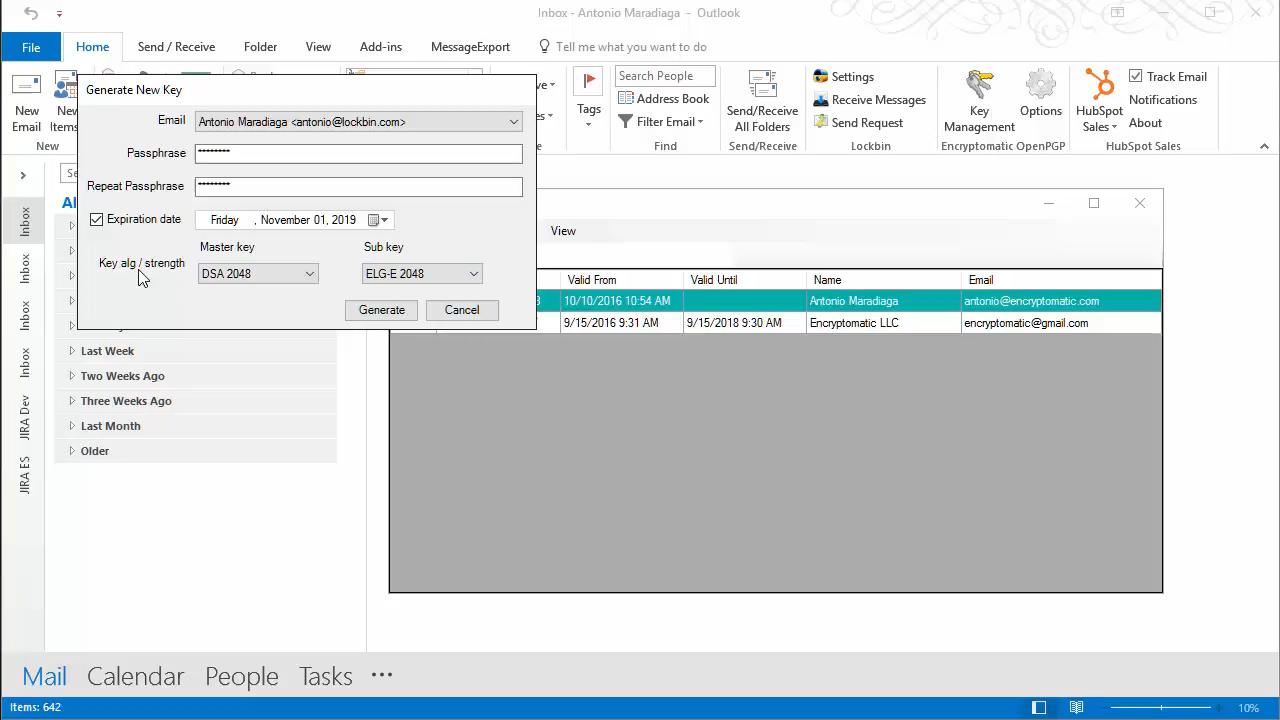 Inbox - Antonio Maradiaga - Outlook
File Home Send / Receive Folder View Add-ins MessageExport Tell me what you want to do
New Email
New Items
New
Tags
Search People
Address Book
Filter Email
Find
Send/Receive All Folders
Send/Receive
Settings
Receive Messages
Send Request
Lockbin
Key Management
Options
Encryptomatic OpenPGP
HubSpot Sales
Track Email
Notifications
About
HubSpot Sales
Generate New Key
Email Antonio Maradiaga <antonio@lockbin.com>
Passphrase ********
Repeat Passphrase ********
Expiration date Friday , November 01, 2019
Master key Sub key
Key alg / strength DSA 2048 ELG-E 2048
Generate Cancel
View
Valid From Valid Until Name Email
10/10/2016 10:54 AM Antonio Maradiaga antonio@encryptomatic.com
9/15/2016 9:31 AM 9/15/2018 9:30 AM Encryptomatic LLC encryptomatic@gmail.com
Inbox
Inbox
Inbox
Inbox
JIRA Dev
JIRA ES
Last Week
Two Weeks Ago
Three Weeks Ago
Last Month
Older
Mail Calendar People Tasks
Items: 642
10%